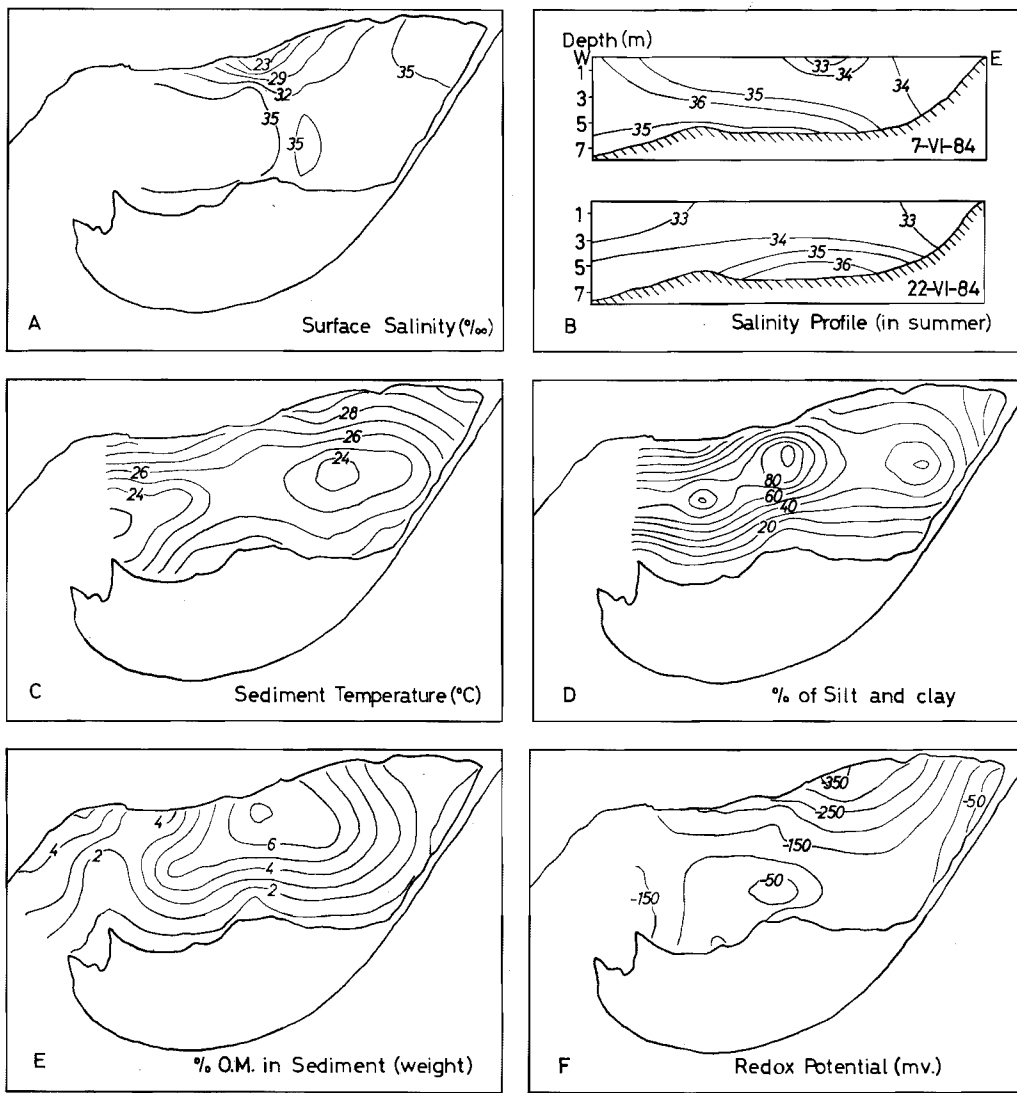 23
29
32
35
35
35
A
Surface Salinity (°/∞)
Depth (m)
W
E
1
3
5
7
33
34
34
35
36
35
7-VI-84
1
3
5
7
33
33
34
35
36
22-VI-84
B
Salinity Profile (in summer)
28
26
24
26
24
C
Sediment Temperature (°C)
80
60
40
20
D
% of Silt and clay
4
4
2
6
4
2
E
% O.M. in Sediment (weight)
-350
-250
-150
-50
-50
-150
F
Redox Potential (mv.)